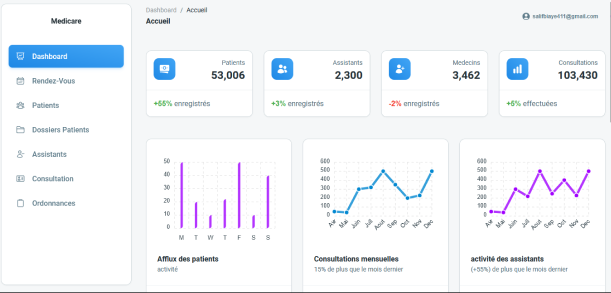 Medicare
Dashboard
Rendez-Vous
Patients
Dossiers Patients
Assistants
Consultation
Ordonnances
Dashboard / Accueil
Accueil
salifbiaye411@gmail.com
Patients
53,006
+55% enregistrés
Assistants
2,300
+3% enregistrés
Medecins
3,462
-2% enregistrés
Consultations
103,430
+5% effectuées
50
40
30
20
10
0
M T W T F S S
Afflux des patients
activité
600
500
400
300
200
100
0
Avr Mai Juin Juil Aout Sep Oct Nov Dec
Consultations mensuelles
15% de plus que le mois dernier
600
500
400
300
200
100
0
Avr Mai Juin Juil Aout Sep Oct Nov Dec
activité des assistants
(+55%) de plus que le mois dernier